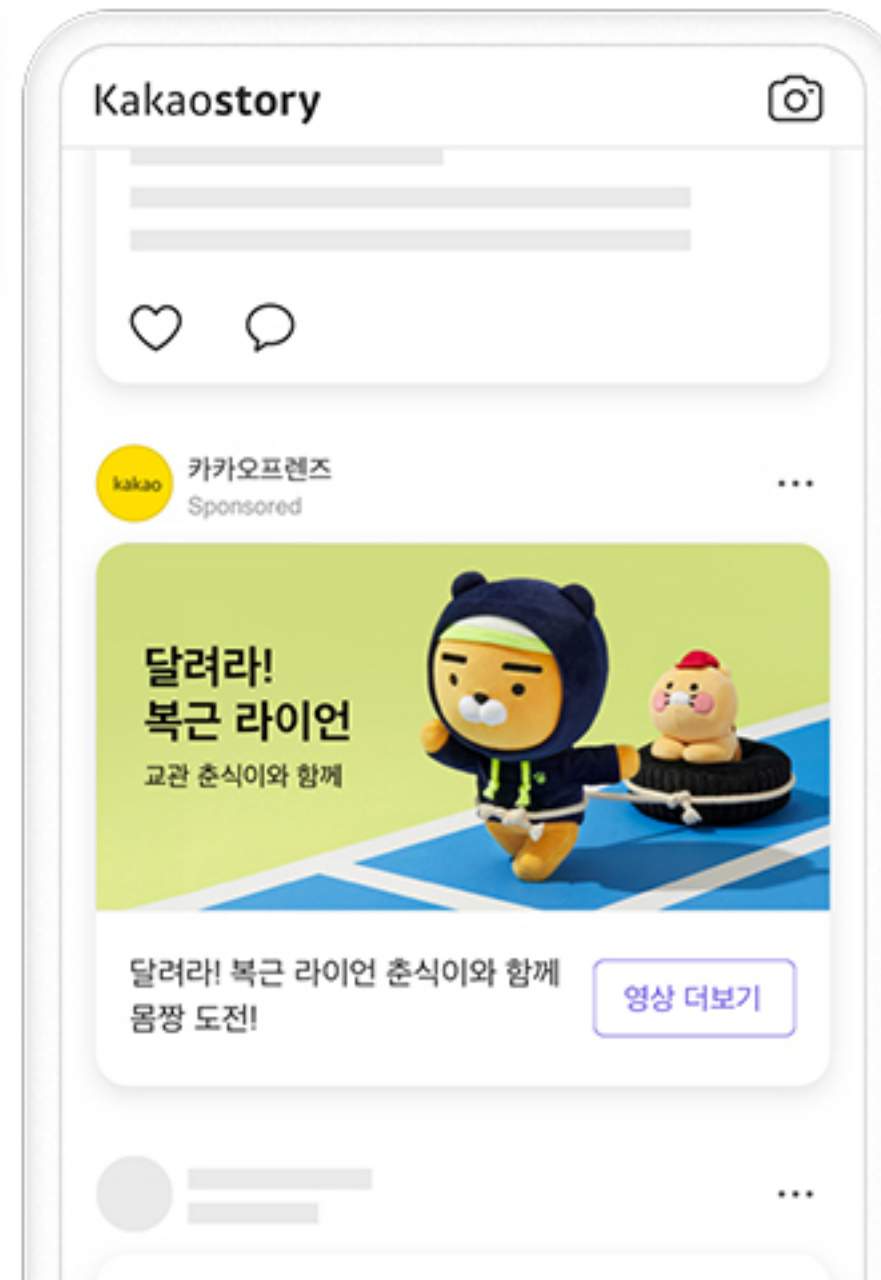 Kakaostory
카카오프렌즈
kakao
Sponsored
달려라!
복근 라이언
교관 춘식이와 함께
달려라! 복근 라이언 춘식이와 함께
몸짱 도전!
영상 더보기